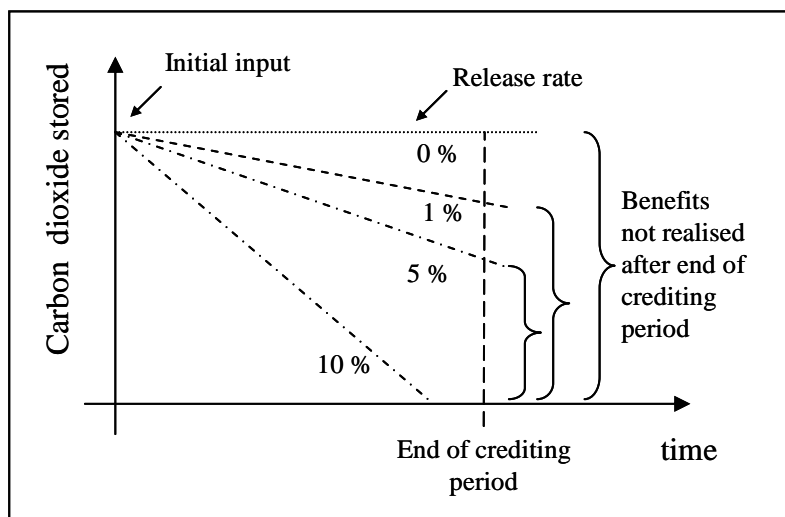 Initial input
Release rate
Carbon dioxide stored
0 %
1 %
5 %
10 %
Benefits
not realised
after end of
crediting
period
End of crediting
period
time